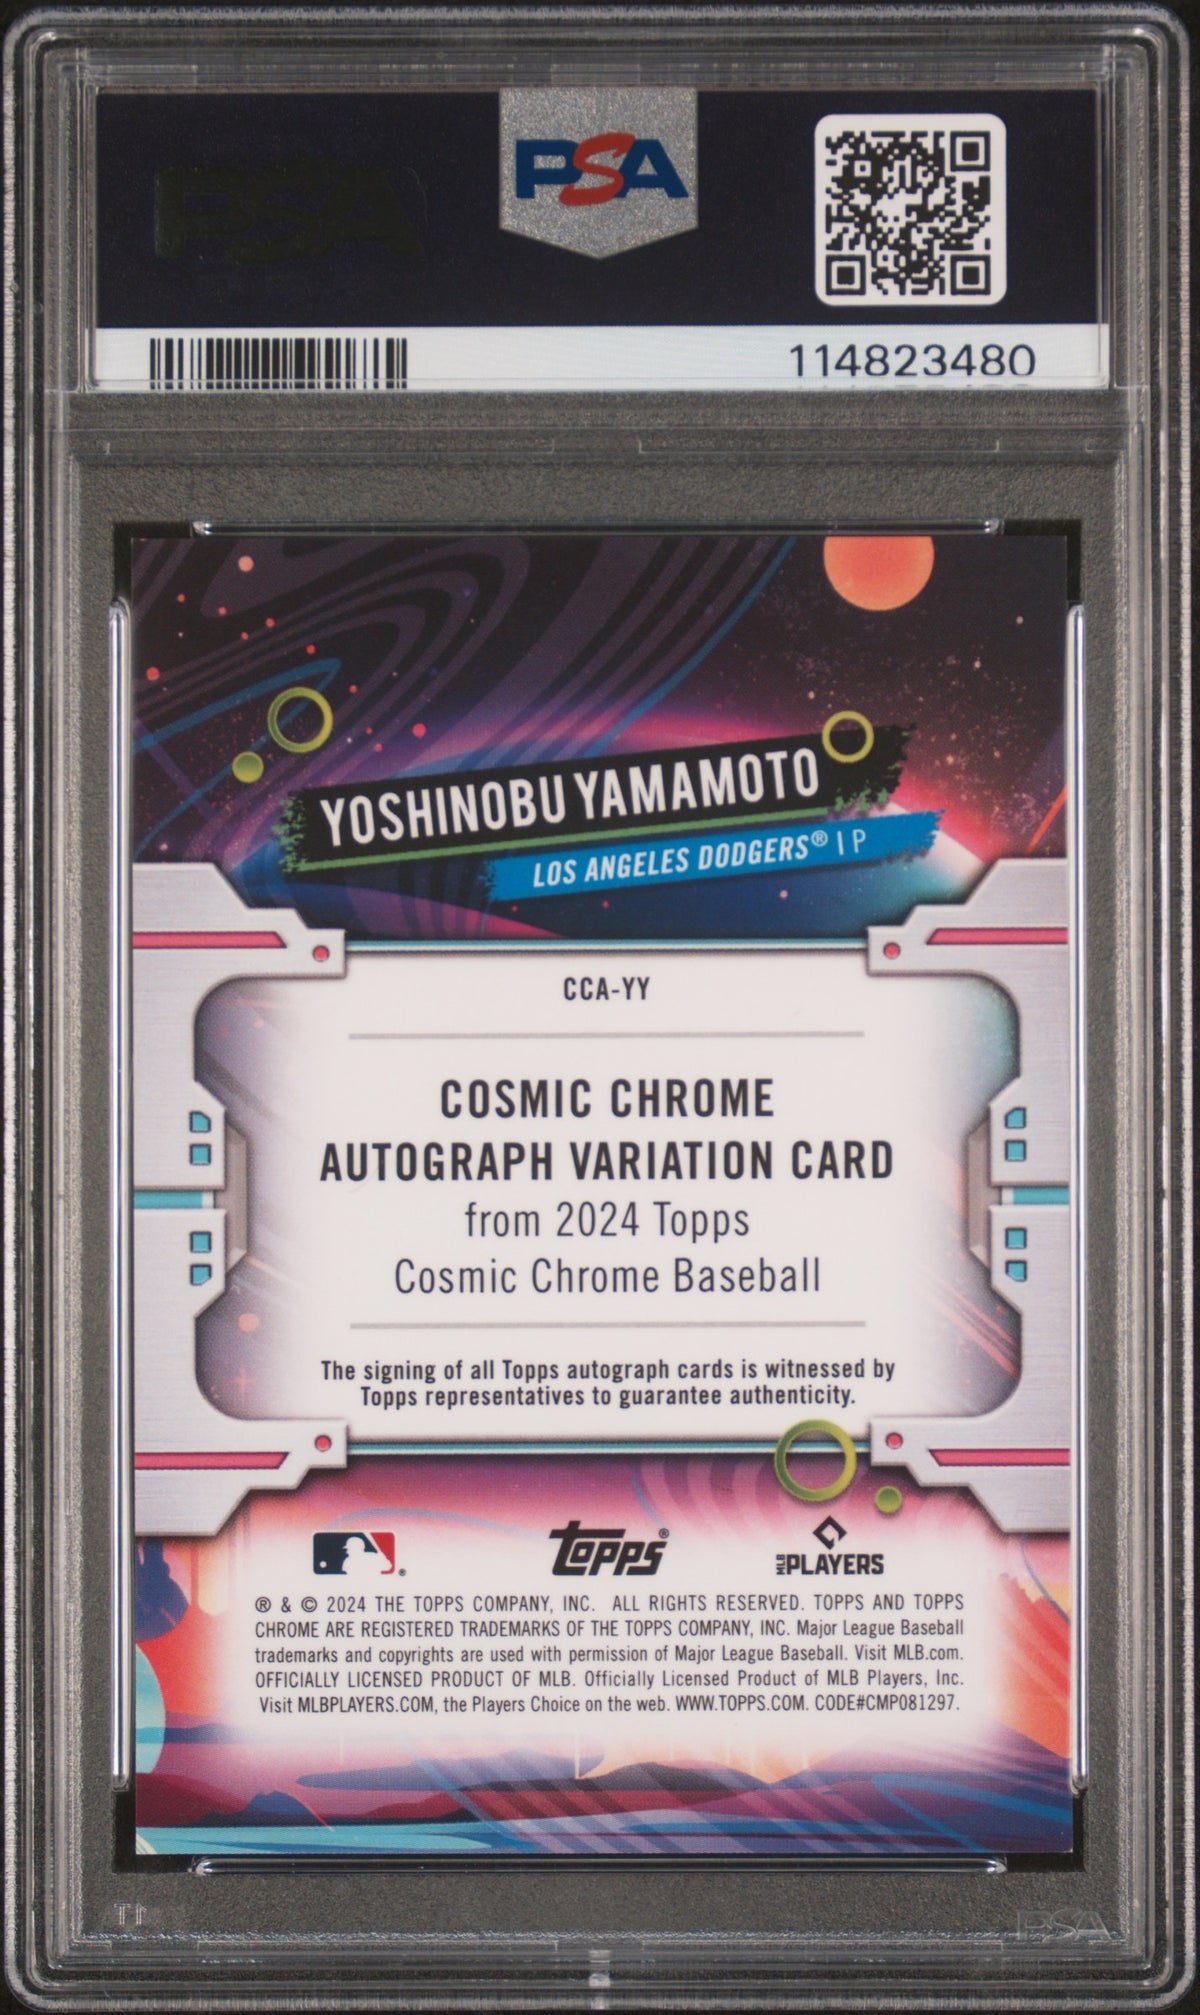 PSA
114823480
YOSHINOBU YAMAMOTO
LOS ANGELES DODGERS® | P
CCA-YY
COSMIC CHROME
AUTOGRAPH VARIATION CARD
from 2024 Topps
Cosmic Chrome Baseball
The signing of all Topps autograph cards is witnessed by
Topps representatives to guarantee authenticity.
® topps® MLB PLAYERS
® & © 2024 THE TOPPS COMPANY, INC. ALL RIGHTS RESERVED. TOPPS AND TOPPS
CHROME ARE REGISTERED TRADEMARKS OF THE TOPPS COMPANY, INC. Major League Baseball
trademarks and copyrights are used with permission of Major League Baseball. Visit MLB.com.
OFFICIALLY LICENSED PRODUCT OF MLB. Officially Licensed Product of MLB Players, Inc.
Visit MLBPLAYERS.COM, the Players Choice on the web. WWW.TOPPS.COM. CODE#CMP081297.
PSA